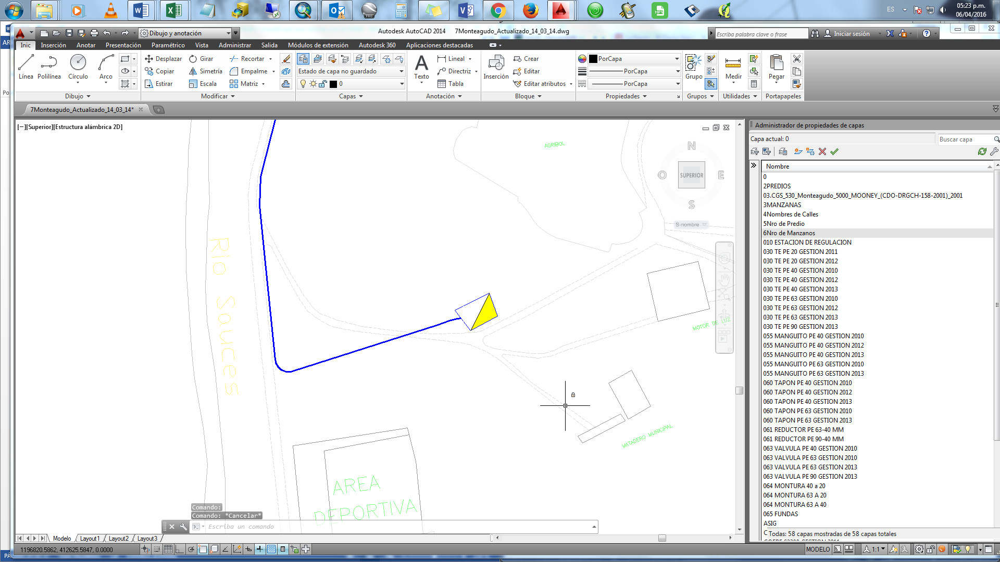 ES
05:23 p.m.
06/04/2016
Autodesk AutoCAD 2014   7Monteagudo_Actualizado_14_03_14.dwg
Dibujo y anotación
Escriba palabra clave o frase
Iniciar sesión
Inic
Inserción
Anotar
Presentación
Paramétrico
Vista
Administrar
Salida
Módulos de extensión
Autodesk 360
Aplicaciones destacadas
Línea
Polilínea
Círculo
Arco
Dibujo
Desplazar
Girar
Recortar
Copiar
Simetría
Empalme
Estirar
Escala
Matriz
Modificar
Estado de capa no guardado
0
Capas
Texto
Lineal
Directriz
Tabla
Anotación
Inserción
Crear
Editar
Editar atributos
Bloque
PorCapa
PorCapa
PorCapa
Propiedades
Grupo
Grupos
Medir
Utilidades
Pegar
Portapapeles
7Monteagudo_Actualizado_14_03_14*
[−][Superior][Estructura alámbrica 2D]
AGRIBOL
N
O
SUPERIOR
E
S
S-nombre
Rio Souces
MOTOR DE LUZ
MATADERO MUNICIPAL
AREA
DEPORTIVA
Comando:
Comando: *Cancelar*
Escriba un comando
Modelo
Layout1
Layout2
Layout3
1196820.5862, 412625.5847, 0.0000
MODELO
1:1
Administrador de propiedades de capas
Capa actual: 0
Buscar capa
Nombre
0
2PREDIOS
03.CGS_530_Monteagudo_5000_MOONEY_(CDO-DRGCH-158-2001)_2001
3MANZANAS
4Nombres de Calles
5Nro de Predio
6Nro de Manzanos
010 ESTACION DE REGULACION
030 TE PE 20 GESTION 2011
030 TE PE 20 GESTION 2012
030 TE PE 40 GESTION 2010
030 TE PE 40 GESTION 2012
030 TE PE 40 GESTION 2013
030 TE PE 63 GESTION 2010
030 TE PE 63 GESTION 2012
030 TE PE 63 GESTION 2013
030 TE PE 90 GESTION 2013
055 MANGUITO PE 40 GESTION 2010
055 MANGUITO PE 40 GESTION 2012
055 MANGUITO PE 40 GESTION 2013
055 MANGUITO PE 63 GESTION 2010
055 MANGUITO PE 63 GESTION 2013
060 TAPON PE 40 GESTION 2010
060 TAPON PE 40 GESTION 2012
060 TAPON PE 40 GESTION 2013
060 TAPON PE 63 GESTION 2010
060 TAPON PE 63 GESTION 2013
061 REDUCTOR PE 63-40 MM
061 REDUCTOR PE 90-40 MM
063 VALVULA PE 40 GESTION 2010
063 VALVULA PE 63 GESTION 2010
063 VALVULA PE 63 GESTION 2013
063 VALVULA PE 90 GESTION 2013
064 MONTURA 40 a 20
064 MONTURA 63 A 20
064 MONTURA 63 A 40
065 FUNDAS
ASIG
Todas: 58 capas mostradas de 58 capas totales